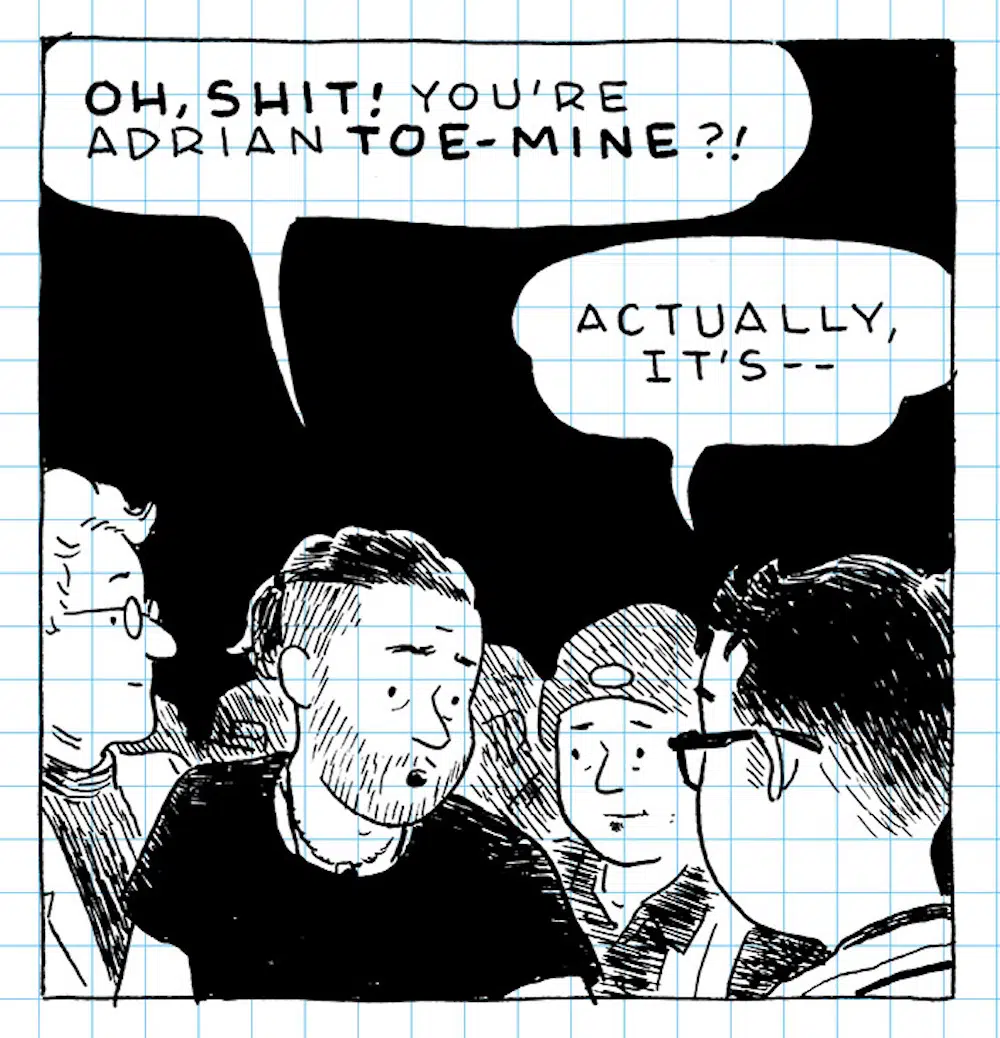 OH, SHIT! YOU'RE
ADRIAN TOE-MINE?!
ACTUALLY,
IT'S--